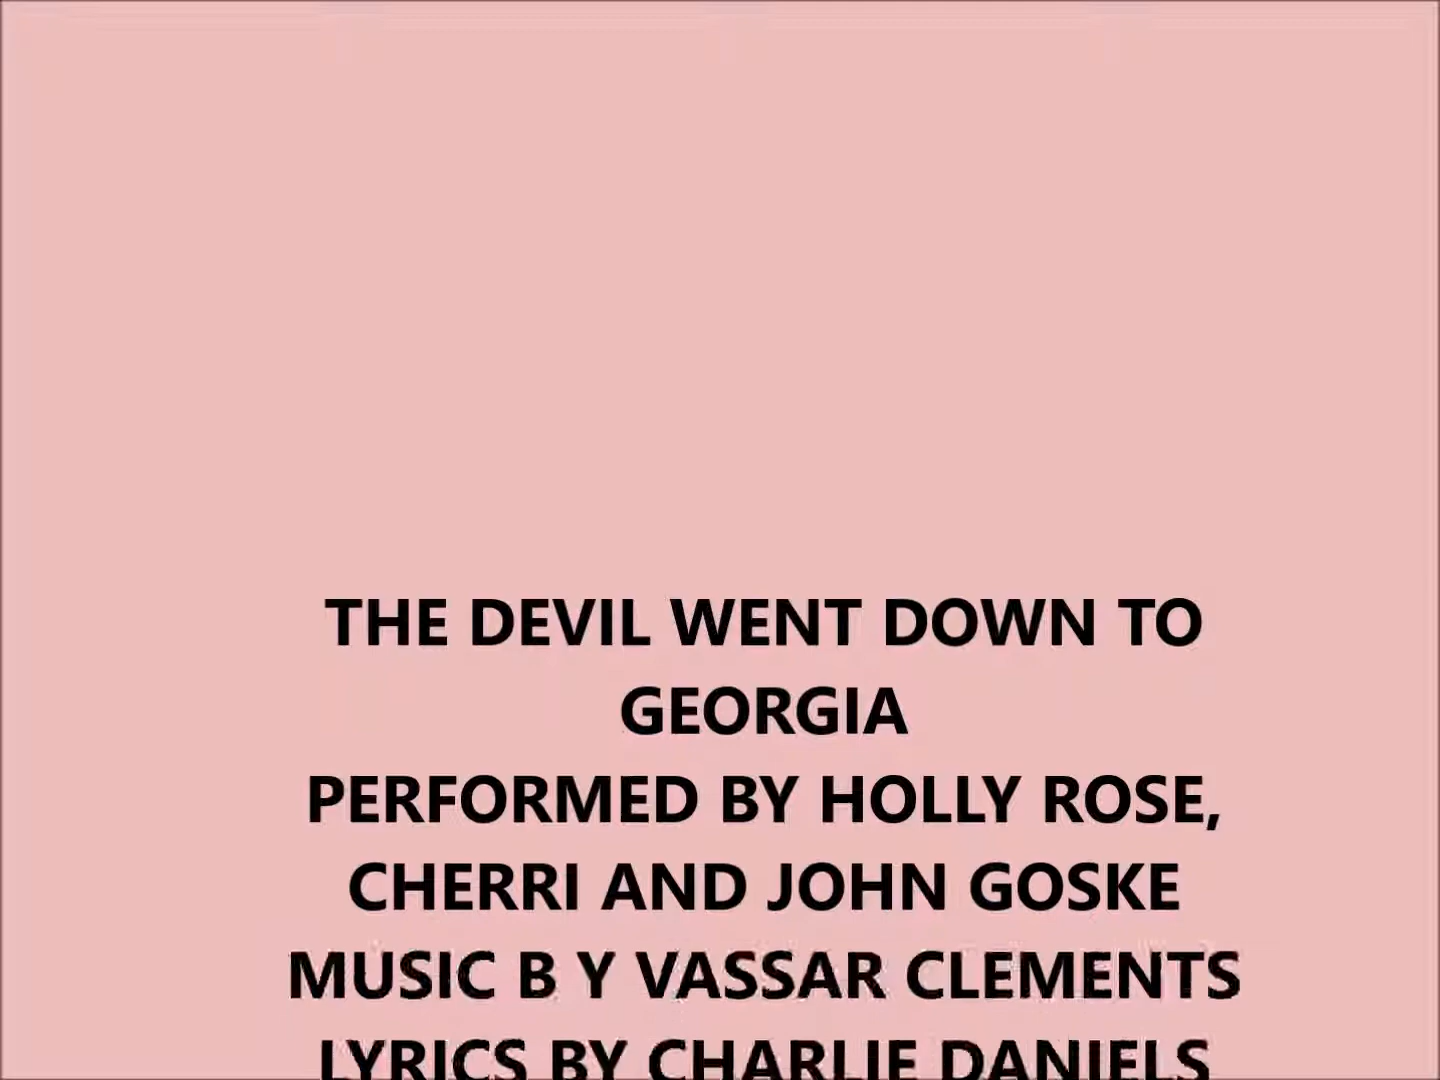 THE DEVIL WENT DOWN TO
GEORGIA
PERFORMED BY HOLLY ROSE,
CHERRI AND JOHN GOSKE
MUSIC B Y VASSAR CLEMENTS
LYRICS BY CHARLIE DANIELS